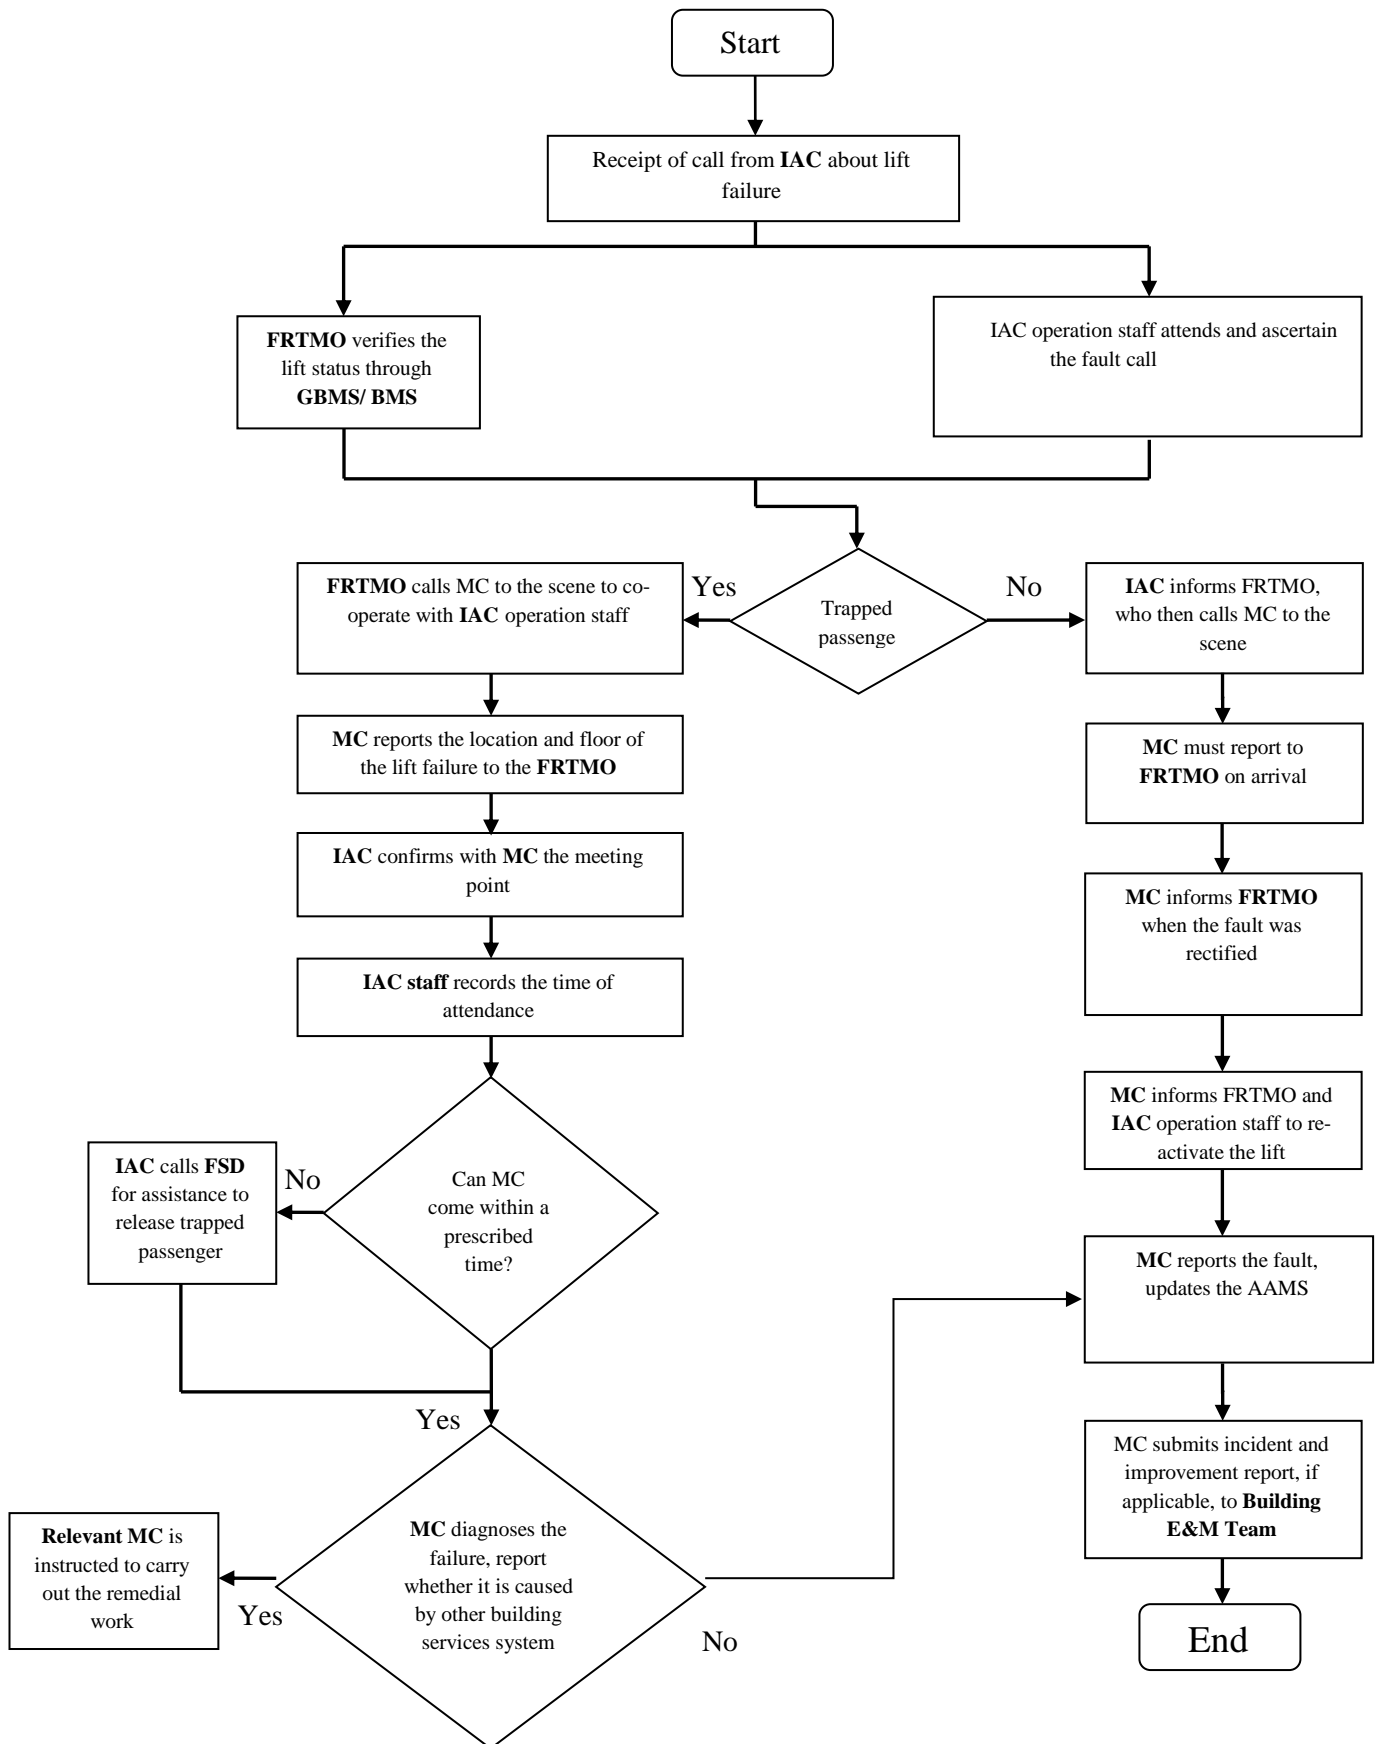 Start
Receipt of call from IAC about lift
failure
FRTMO verifies the
lift status through
GBMS/ BMS
IAC operation staff attends and ascertain
the fault call
FRTMO calls MC to the scene to co-
operate with IAC operation staff
Yes
Trapped
passenge
No
IAC informs FRTMO,
who then calls MC to the
scene
MC reports the location and floor of
the lift failure to the FRTMO
MC must report to
FRTMO on arrival
IAC confirms with MC the meeting
point
MC informs FRTMO
when the fault was
rectified
IAC staff records the time of
attendance
MC informs FRTMO and
IAC operation staff to re-
activate the lift
IAC calls FSD
for assistance to
release trapped
passenger
No
Can MC
come within a
prescribed
time?
MC reports the fault,
updates the AAMS
Yes
MC submits incident and
improvement report, if
applicable, to Building
E&M Team
Relevant MC is
instructed to carry
out the remedial
work
Yes
MC diagnoses the
failure, report
whether it is caused
by other building
services system
No
End